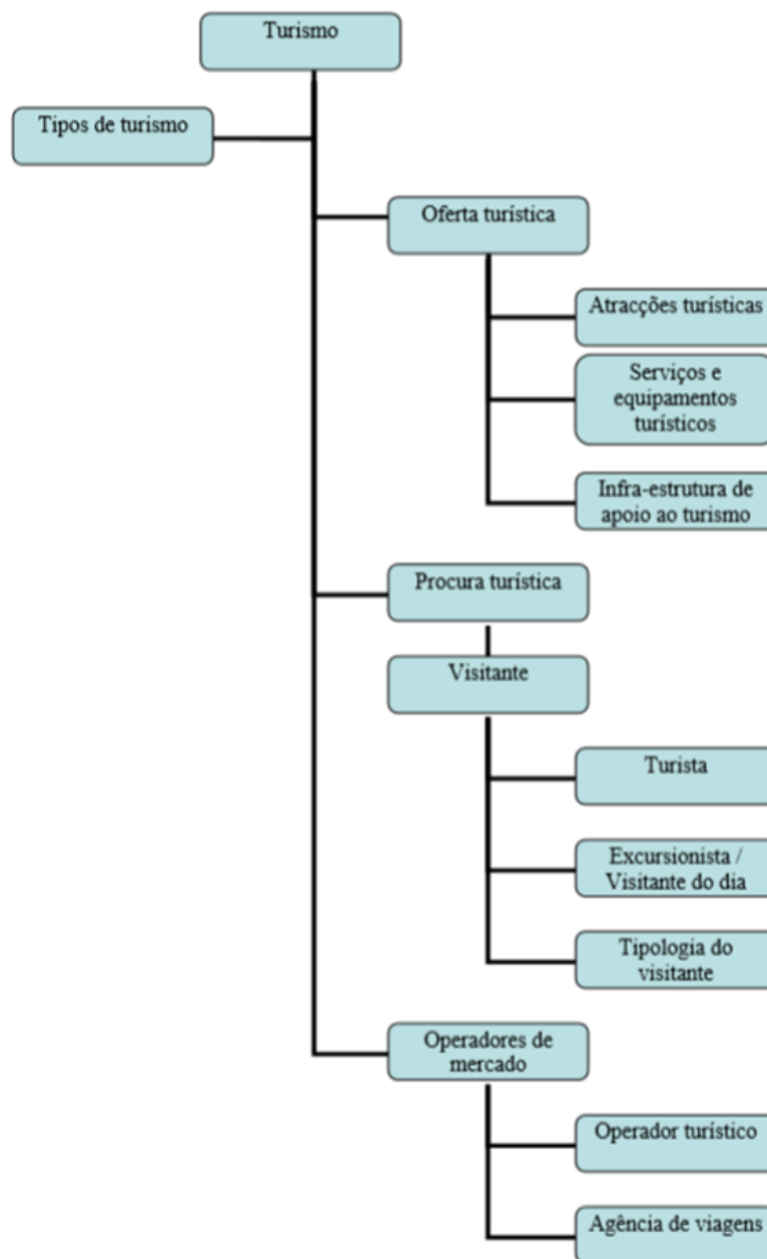 Turismo
Tipos de turismo
Oferta turística
Atracções turísticas
Serviços e
equipamentos
turísticos
Infra-estrutura de
apoio ao turismo
Procura turística
Visitante
Turista
Excursionista /
Visitante do dia
Tipologia do
visitante
Operadores de
mercado
Operador turístico
Agência de viagens